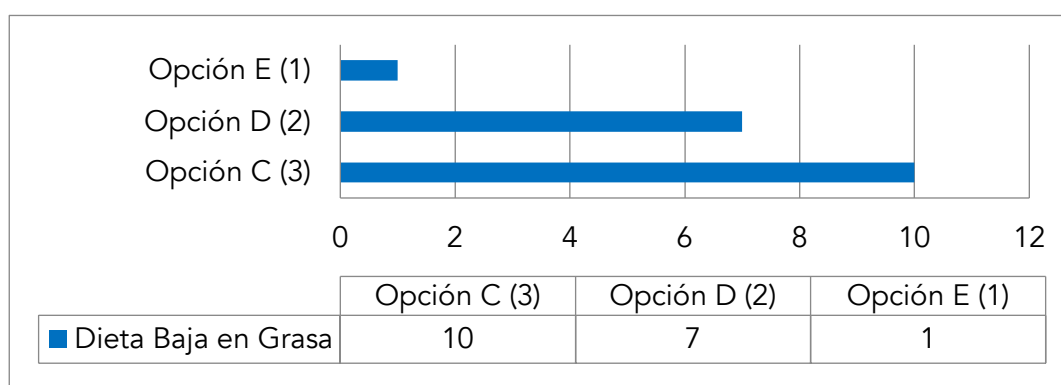 Opción E (1)
Opción D (2)
Opción C (3)
0 2 4 6 8 10 12
Opción C (3) Opción D (2) Opción E (1)
Dieta Baja en Grasa 10 7 1